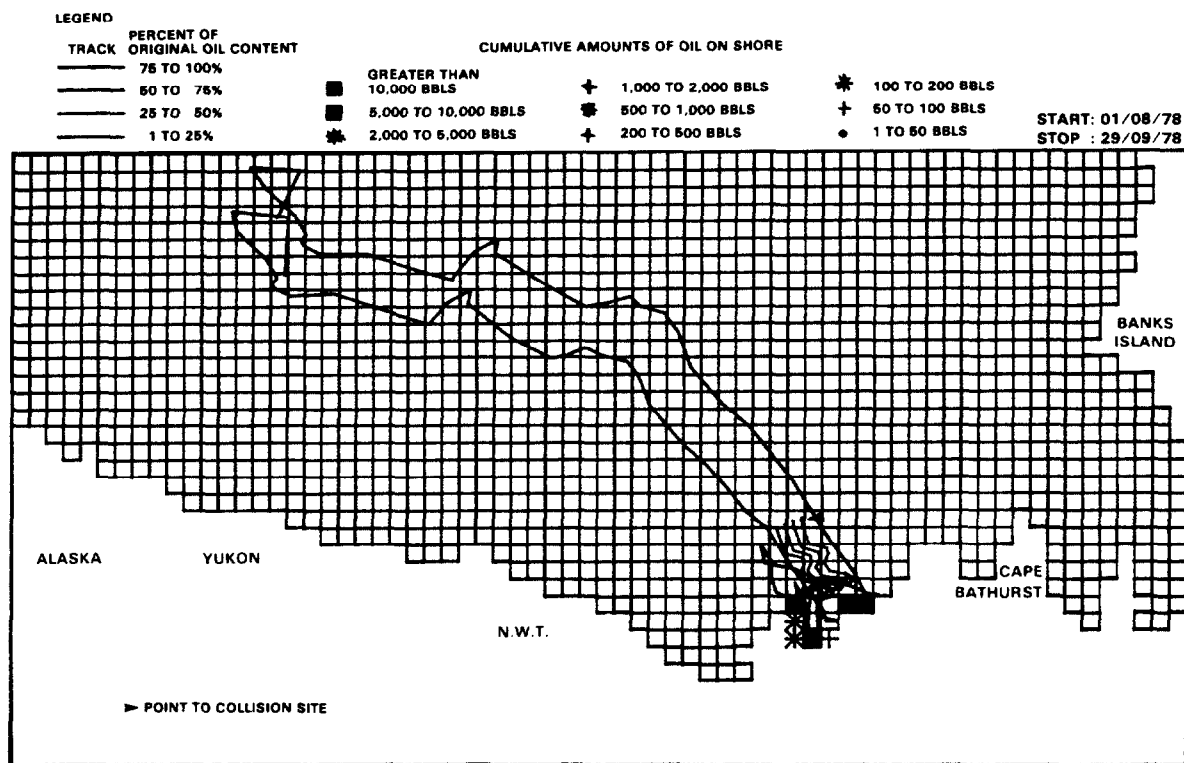 LEGEND
TRACK PERCENT OF ORIGINAL OIL CONTENT
75 TO 100%
50 TO 75%
25 TO 50%
1 TO 25%
CUMULATIVE AMOUNTS OF OIL ON SHORE
GREATER THAN 10,000 BBLS
5,000 TO 10,000 BBLS
2,000 TO 5,000 BBLS
1,000 TO 2,000 BBLS
500 TO 1,000 BBLS
200 TO 500 BBLS
100 TO 200 BBLS
50 TO 100 BBLS
1 TO 50 BBLS
START: 01/08/78
STOP : 29/09/78
BANKS
ISLAND
ALASKA
YUKON
CAPE
BATHURST
N.W.T.
► POINT TO COLLISION SITE